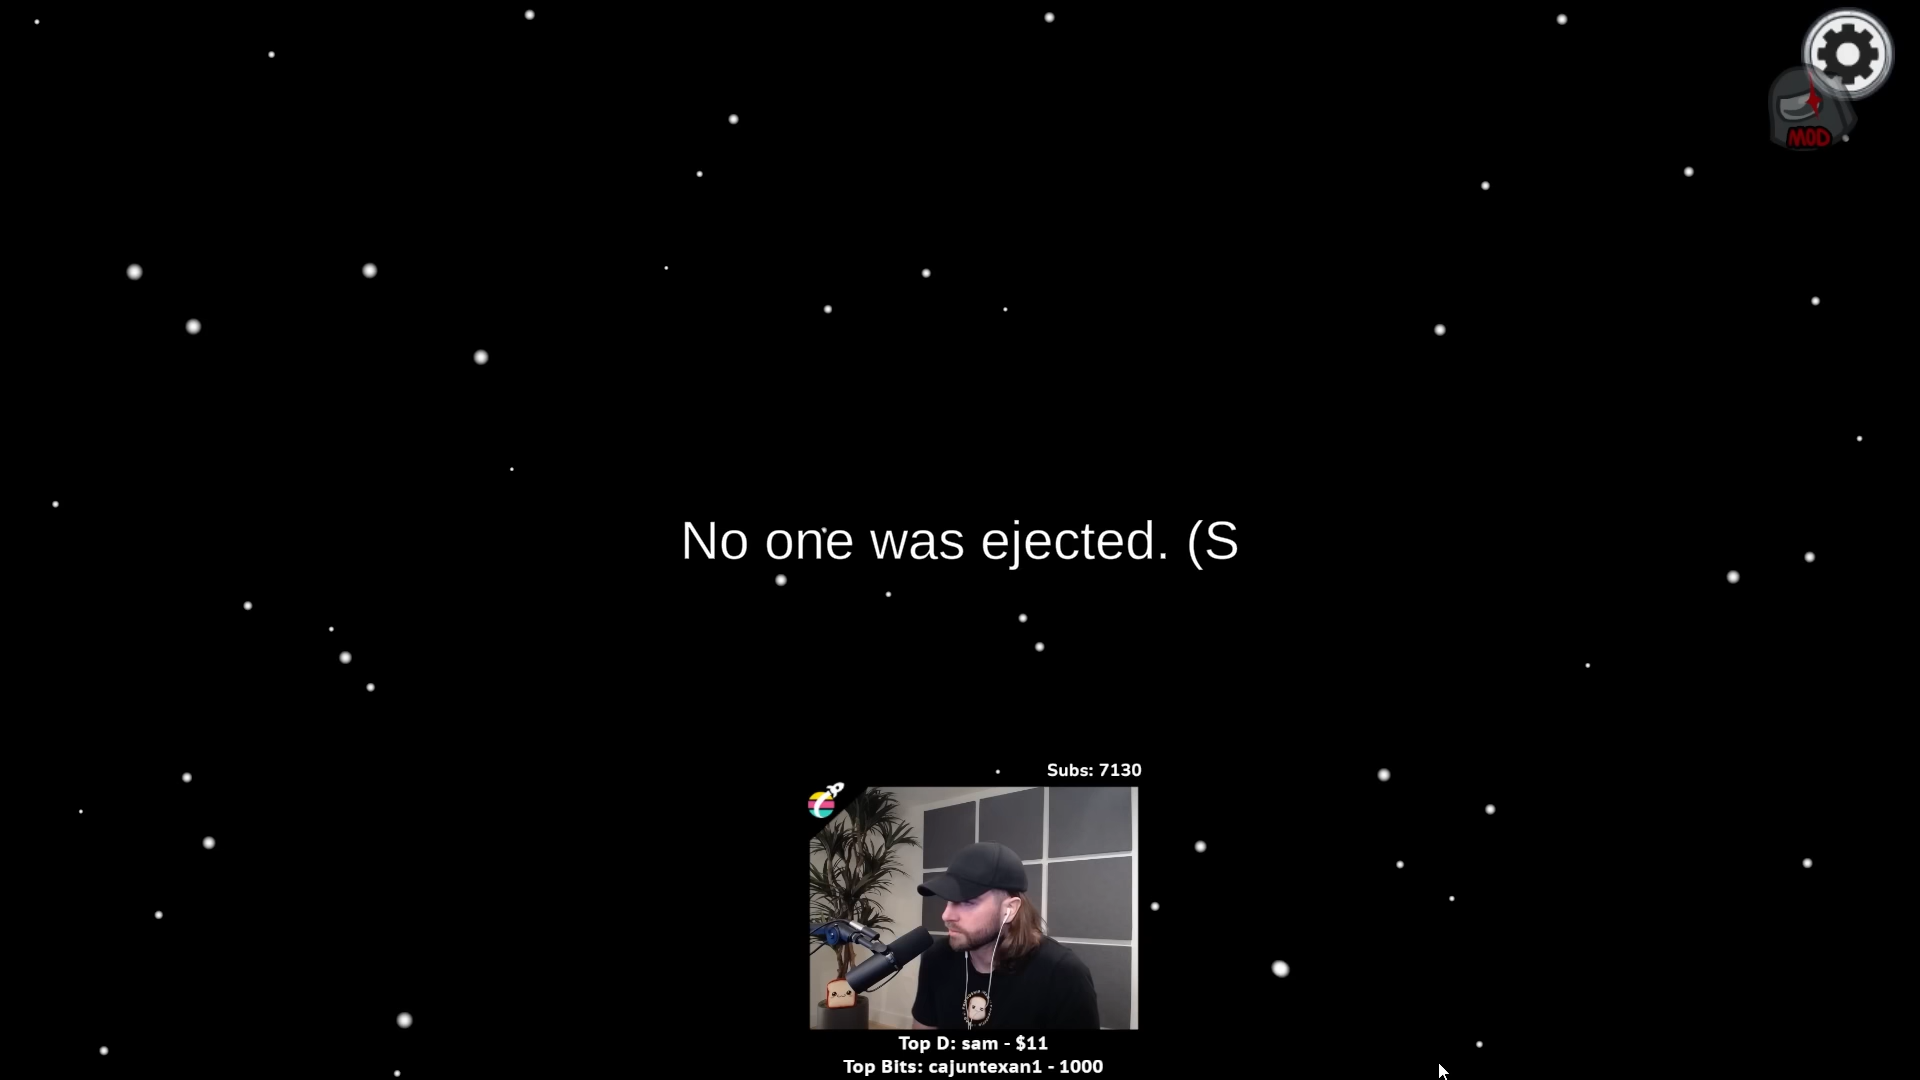 MOD
No one was ejected. (S
Subs: 7130
Top D: sam - $11
Top Bits: cajuntexan1 - 1000